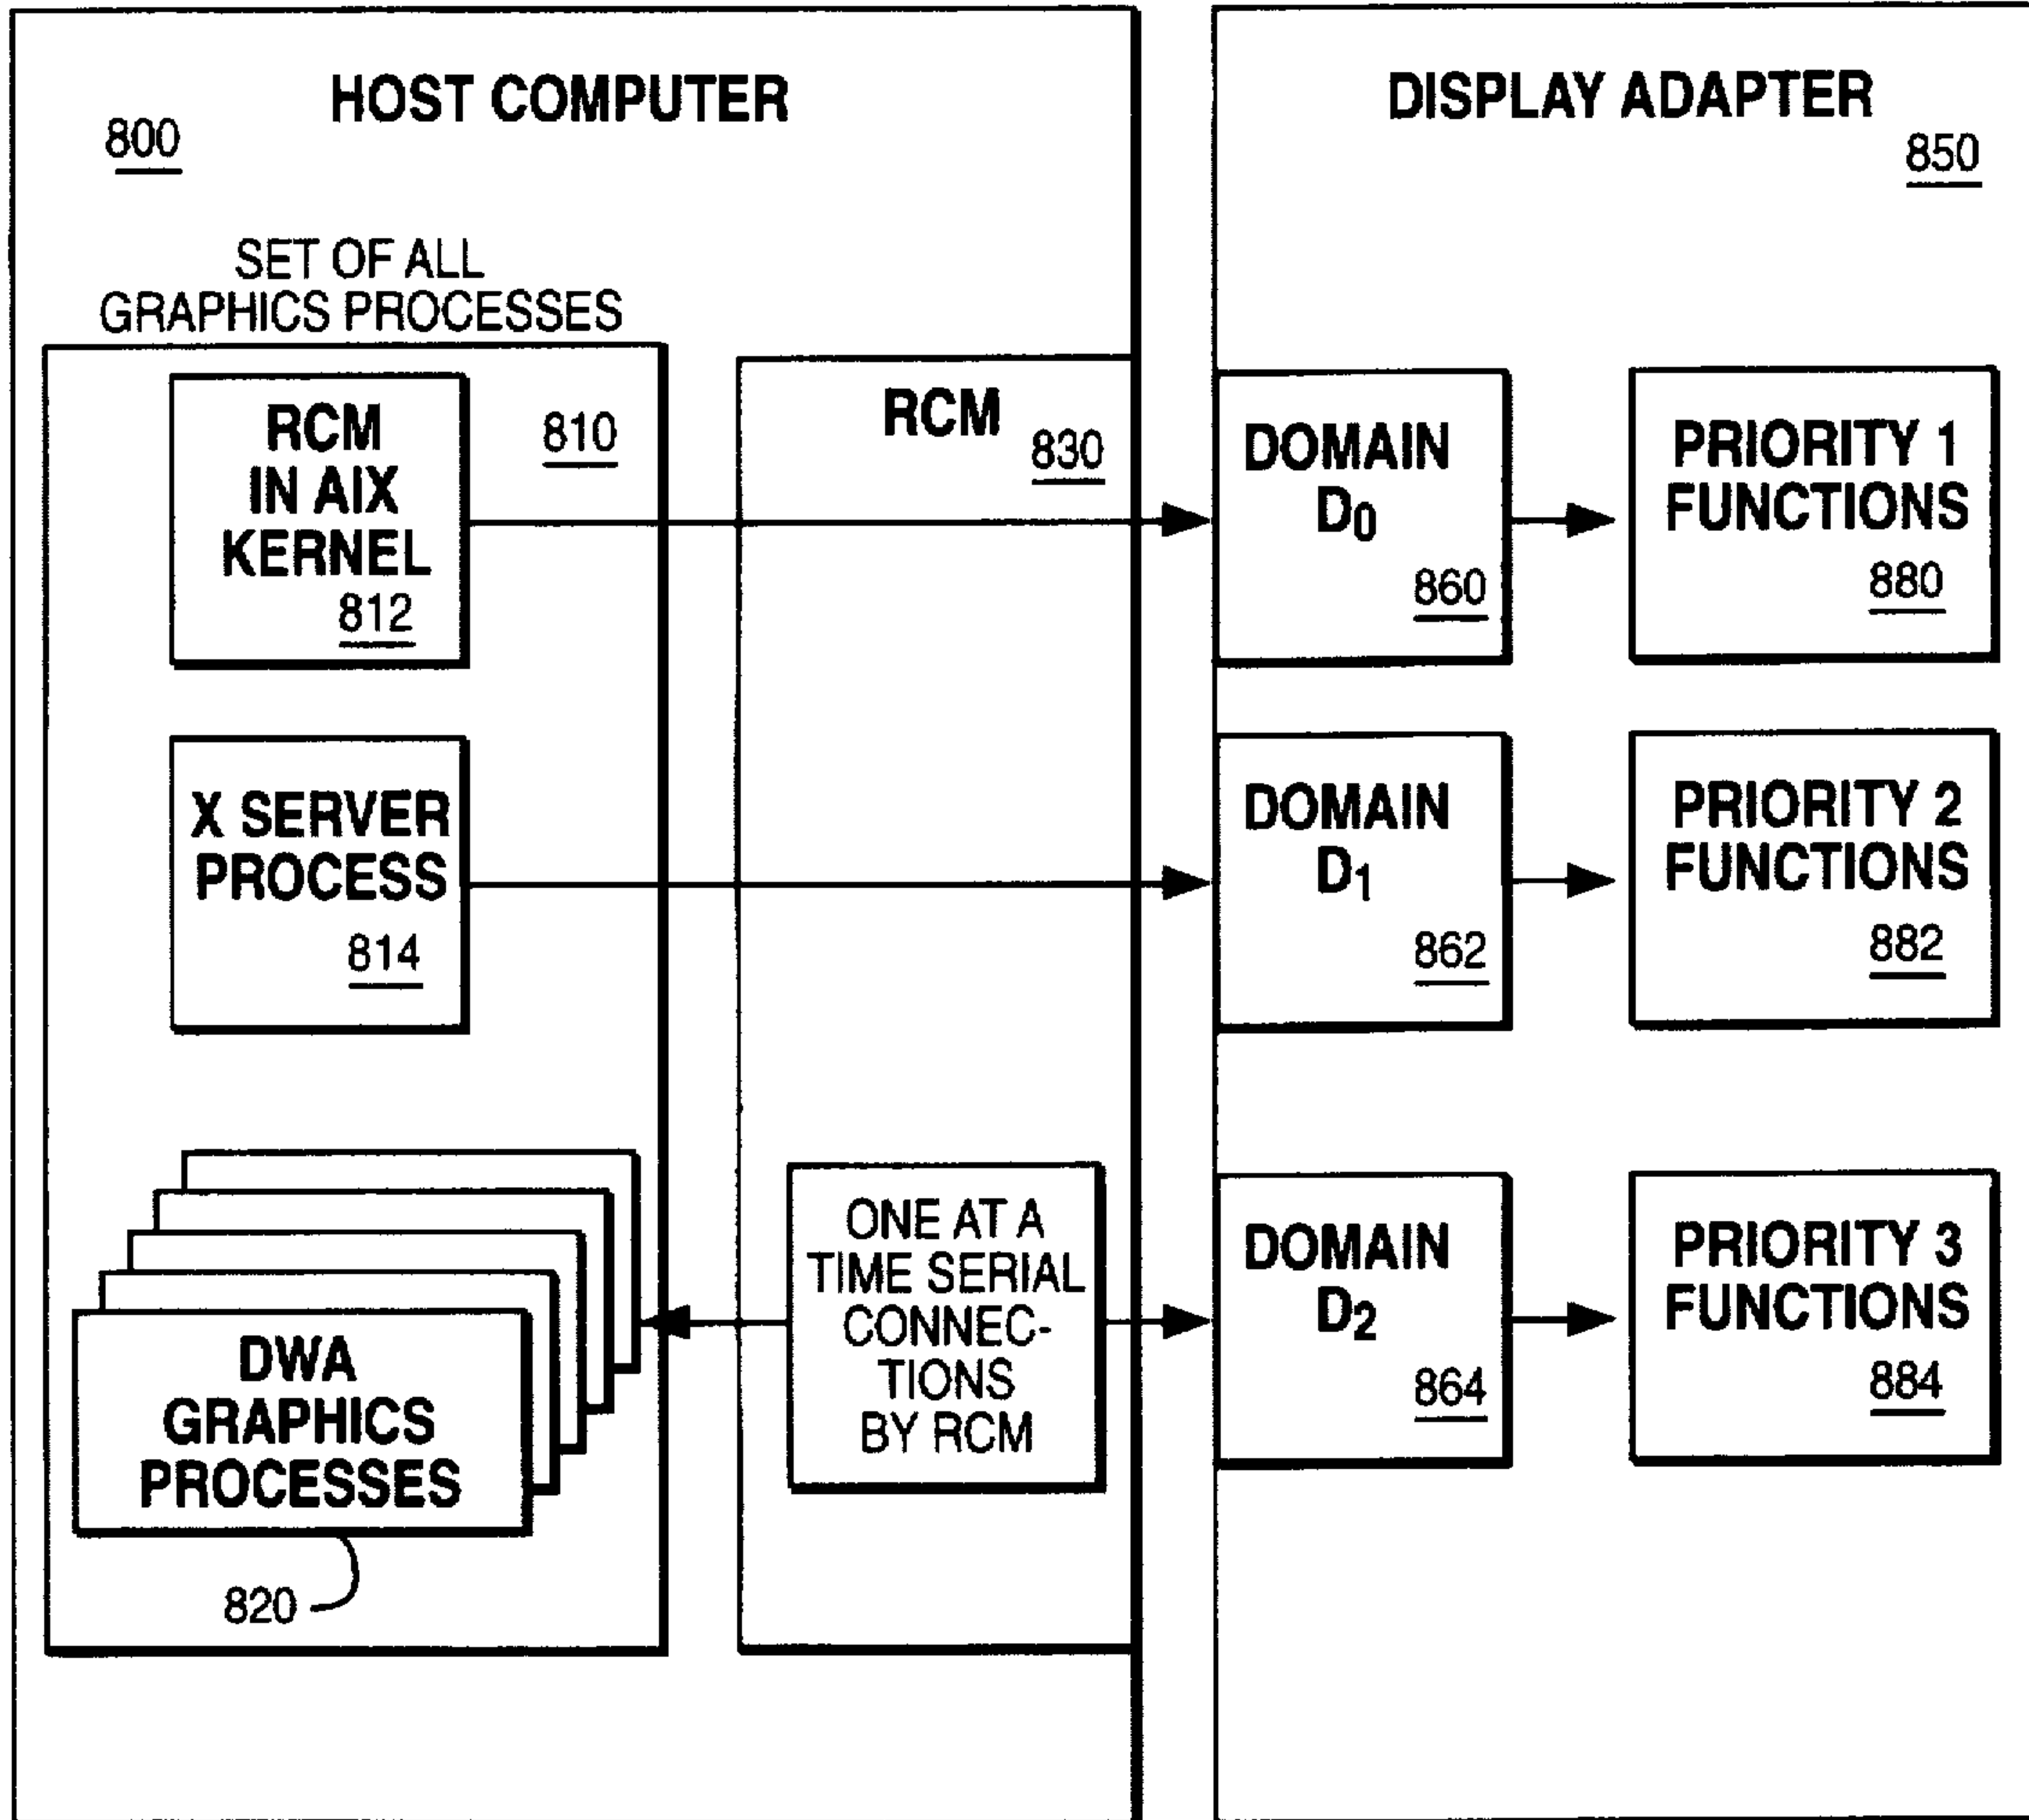 HOST COMPUTER
800
SET OF ALL
GRAPHICS PROCESSES
RCM
IN AIX
KERNEL
812
810
X SERVER
PROCESS
814
DWA
GRAPHICS
PROCESSES
820
RCM
830
ONE AT A
TIME SERIAL
CONNEC-
TIONS
BY RCM
DISPLAY ADAPTER
850
DOMAIN
D0
860
PRIORITY 1
FUNCTIONS
880
DOMAIN
D1
862
PRIORITY 2
FUNCTIONS
882
DOMAIN
D2
864
PRIORITY 3
FUNCTIONS
884